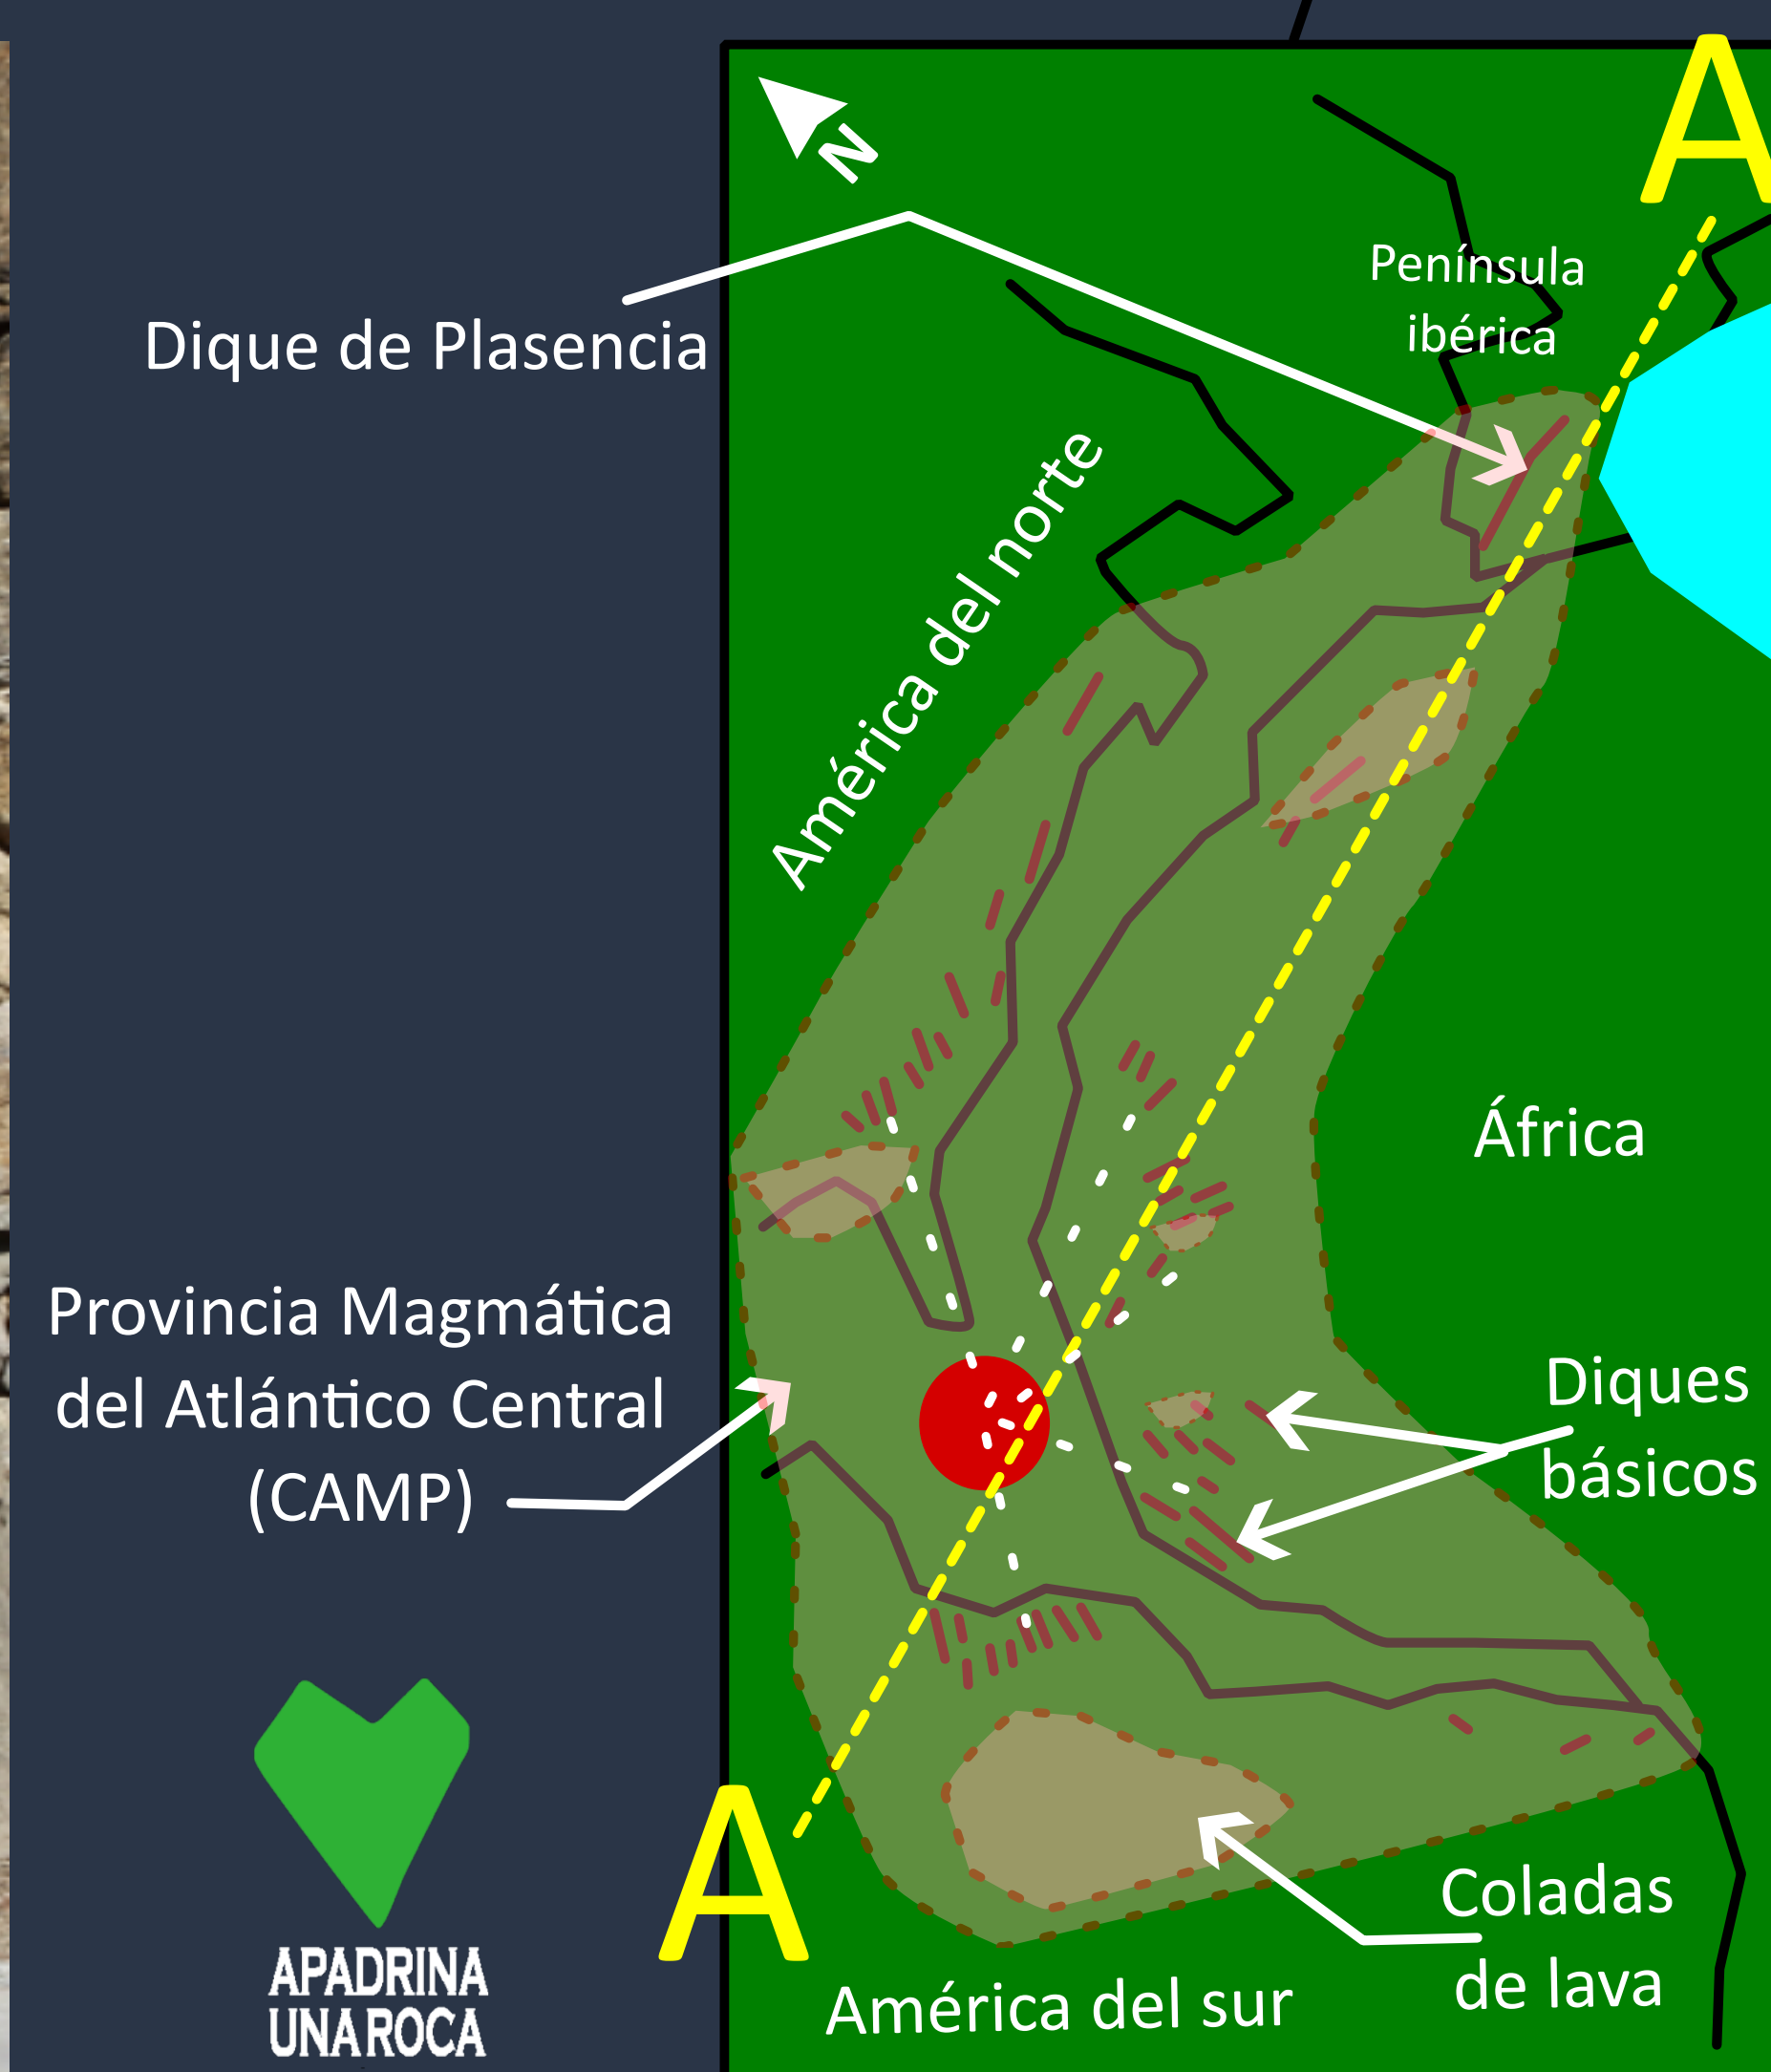 A
N
Península
ibérica
Dique de Plasencia
América del norte
África
Provincia Magmática
del Atlántico Central
(CAMP)
Diques
básicos
A
Coladas
de lava
América del sur
APADRINA
UNA ROCA